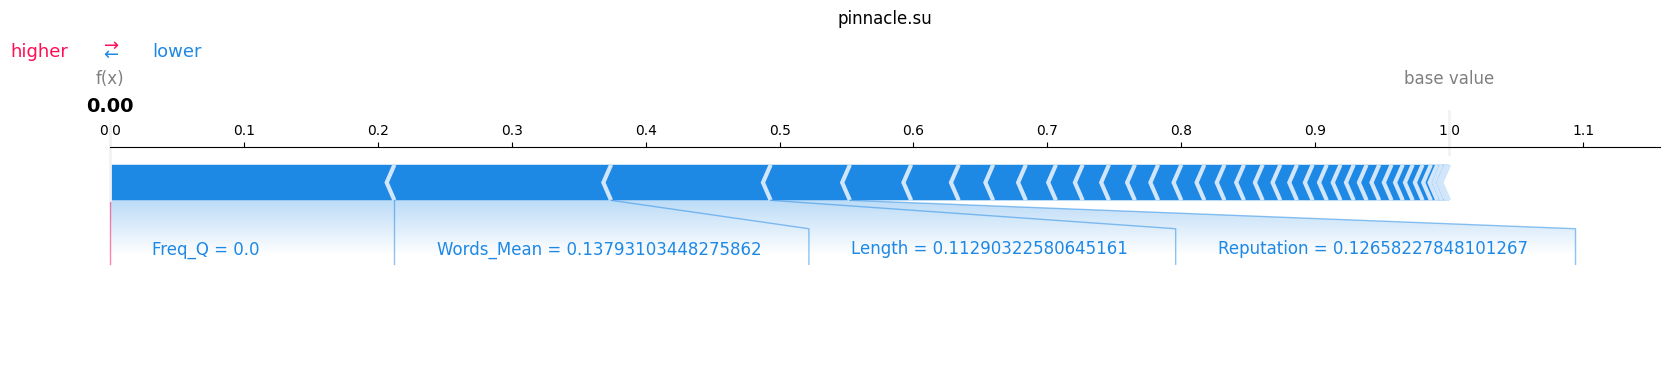 pinnacle.su
higher ⇄ lower
f(x) base value
0.00
0.0 0.1 0.2 0.3 0.4 0.5 0.6 0.7 0.8 0.9 1.0 1.1
Freq_Q = 0.0 Words_Mean = 0.13793103448275862 Length = 0.11290322580645161 Reputation = 0.12658227848101267